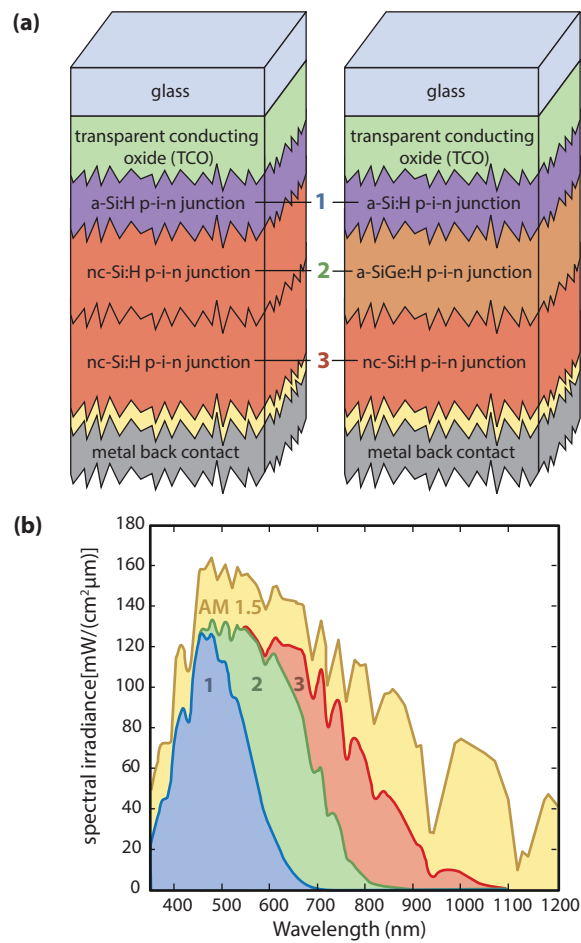 (a)
glass
glass
transparent conducting
oxide (TCO)
transparent conducting
oxide (TCO)
a-Si:H p-i-n junction
1
a-Si:H p-i-n junction
nc-Si:H p-i-n junction
2
a-SiGe:H p-i-n junction
nc-Si:H p-i-n junction
3
nc-Si:H p-i-n junction
metal back contact
metal back contact
(b)
spectral irradiance[mW/(cm²µm)]
180
160
140
120
100
80
60
40
20
0
AM 1.5
1
2
3
400 500 600 700 800 900 1000 1100 1200
Wavelength (nm)